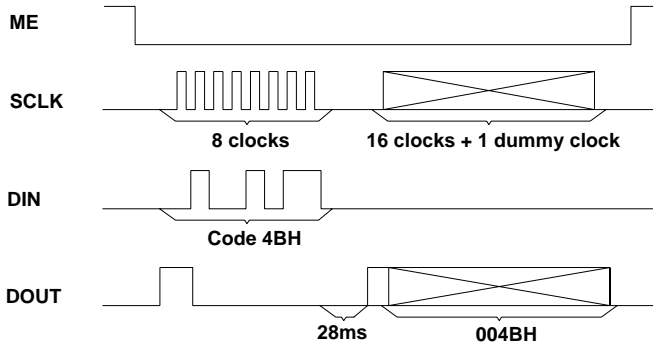 ME
SCLK
8 clocks
16 clocks + 1 dummy clock
DIN
Code 4BH
DOUT
28ms
004BH